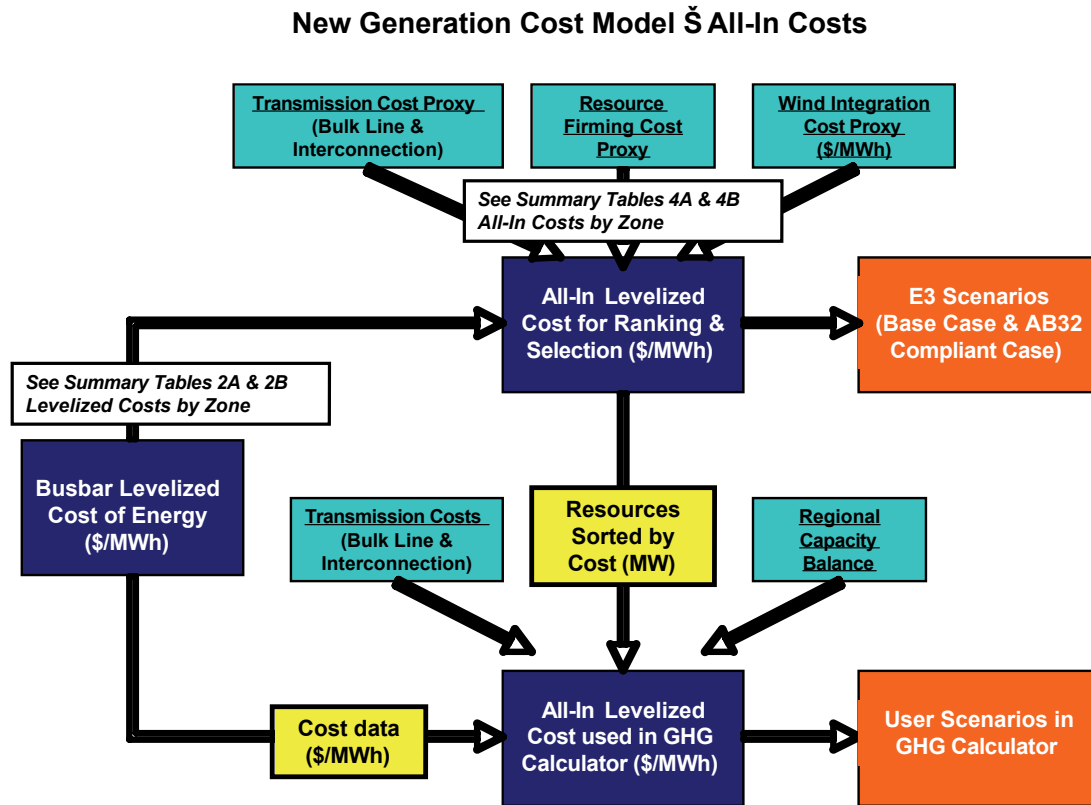 New Generation Cost Model Š All-In Costs
Transmission Cost Proxy
(Bulk Line &
Interconnection)
Resource
Firming Cost
Proxy
Wind Integration
Cost Proxy
($/MWh)
See Summary Tables 4A & 4B
All-In Costs by Zone
All-In Levelized
Cost for Ranking &
Selection ($/MWh)
E3 Scenarios
(Base Case & AB32
Compliant Case)
See Summary Tables 2A & 2B
Levelized Costs by Zone
Busbar Levelized
Cost of Energy
($/MWh)
Transmission Costs
(Bulk Line &
Interconnection)
Resources
Sorted by
Cost (MW)
Regional
Capacity
Balance
Cost data
($/MWh)
All-In Levelized
Cost used in GHG
Calculator ($/MWh)
User Scenarios in
GHG Calculator